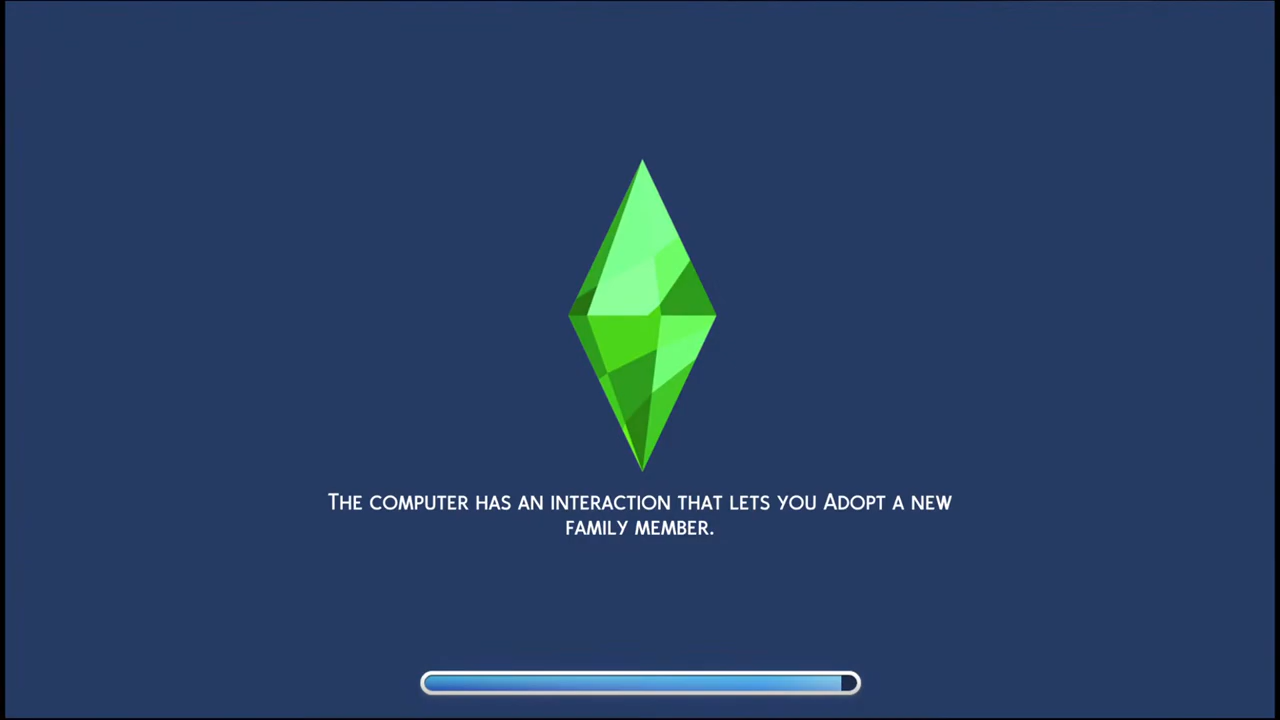 The computer has an interaction that lets you Adopt a new
family member.